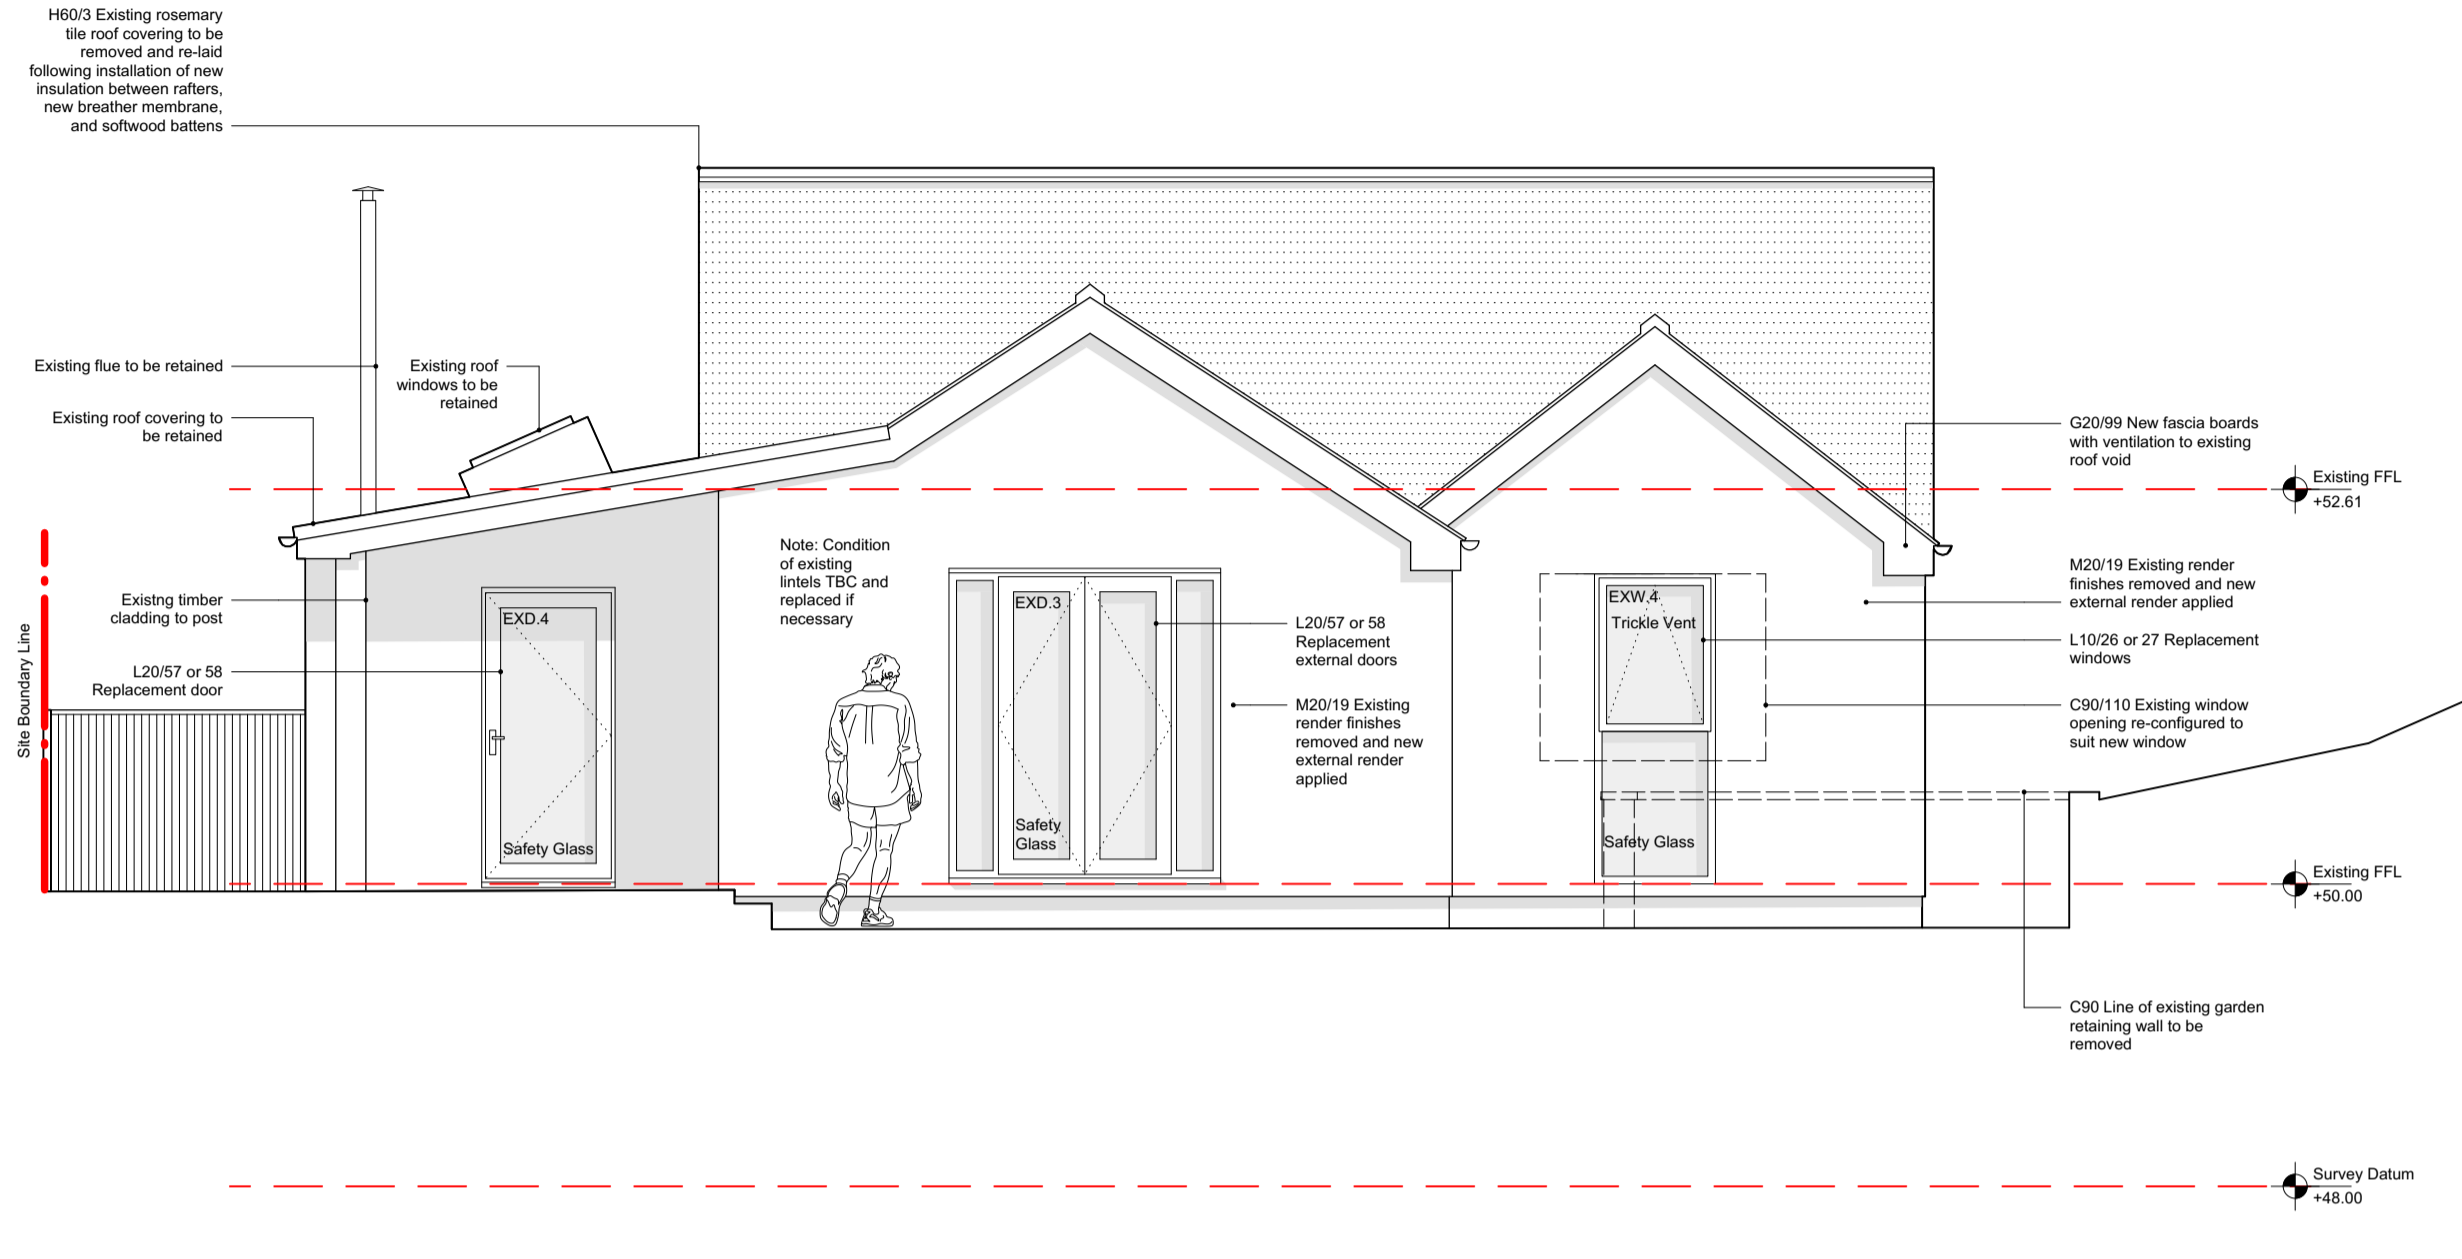 H60/3 Existing rosemary
tile roof covering to be
removed and re-laid
following installation of new
insulation between rafters,
new breather membrane,
and softwood battens
Existing flue to be retained
Existing roof
windows to be
retained
Existing roof covering to
be retained
G20/99 New fascia boards
with ventilation to existing
roof void
Existing FFL
+52.61
Note: Condition
of existing
lintels TBC and
replaced if
necessary
M20/19 Existing render
finishes removed and new
external render applied
Existng timber
cladding to post
EXD.4
EXD.3
EXW.4
Trickle Vent
L20/57 or 58
Replacement
external doors
L10/26 or 27 Replacement
windows
Site Boundary Line
L20/57 or 58
Replacement door
M20/19 Existing
render finishes
removed and new
external render
applied
C90/110 Existing window
opening re-configured to
suit new window
Safety Glass
Safety
Glass
Safety Glass
Existing FFL
+50.00
C90 Line of existing garden
retaining wall to be
removed
Survey Datum
+48.00